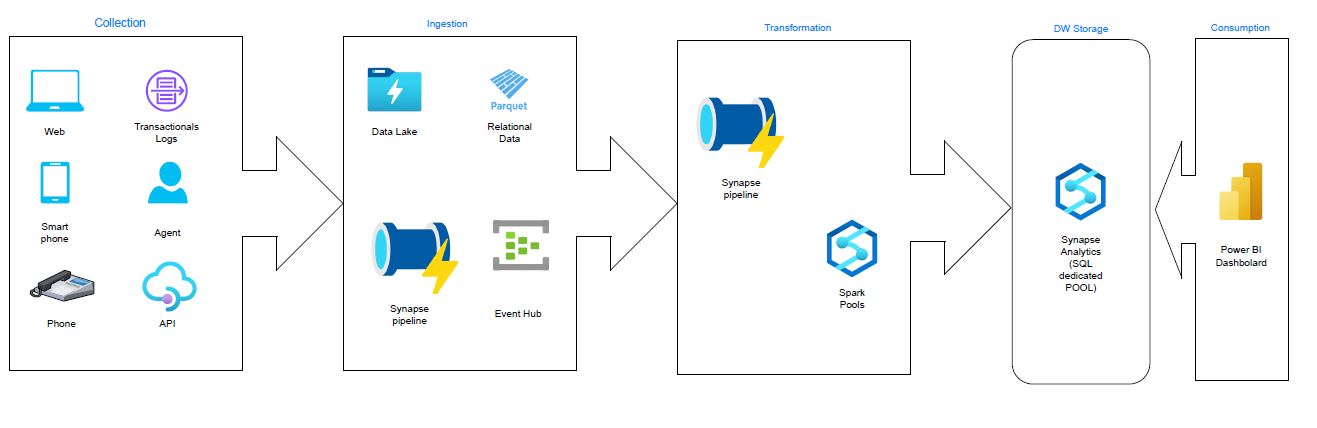 Collection
Web
Transactionals
Logs
Smart
phone
Agent
Phone
API
Ingestion
Data Lake
Parquet
Relational
Data
Synapse
pipeline
Event Hub
Transformation
Synapse
pipeline
Spark
Pools
DW Storage
Synapse
Analytics
(SQL
dedicated
POOL)
Consumption
Power BI
Dashbolard